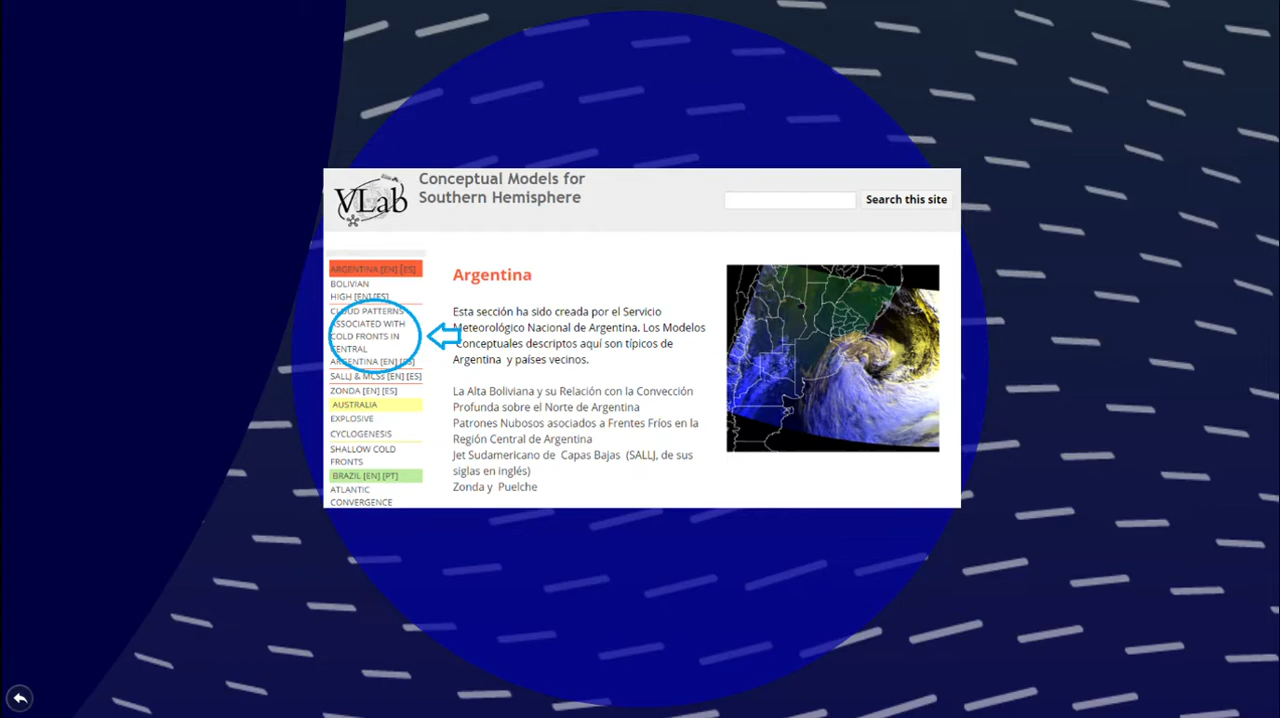 VLab
Conceptual Models for
Southern Hemisphere
Search this site
ARGENTINA [EN] [ES]
BOLIVIAN
HIGH [EN] [ES]
CLOUD PATTERNS
ASSOCIATED WITH
COLD FRONTS IN
CENTRAL
ARGENTINA [EN] [ES]
SALLJ & MCSs [EN] [ES]
ZONDA [EN] [ES]
AUSTRALIA
EXPLOSIVE
CYCLOGENESIS
SHALLOW COLD
FRONTS
BRAZIL [EN] [PT]
ATLANTIC
CONVERGENCE
Argentina
Esta sección ha sido creada por el Servicio
Meteorológico Nacional de Argentina. Los Modelos
Conceptuales descriptos aquí son típicos de
Argentina y países vecinos.
La Alta Boliviana y su Relación con la Convección
Profunda sobre el Norte de Argentina
Patrones Nubosos asociados a Frentes Fríos en la
Región Central de Argentina
Jet Sudamericano de Capas Bajas (SALLJ, de sus
siglas en inglés)
Zonda y Puelche